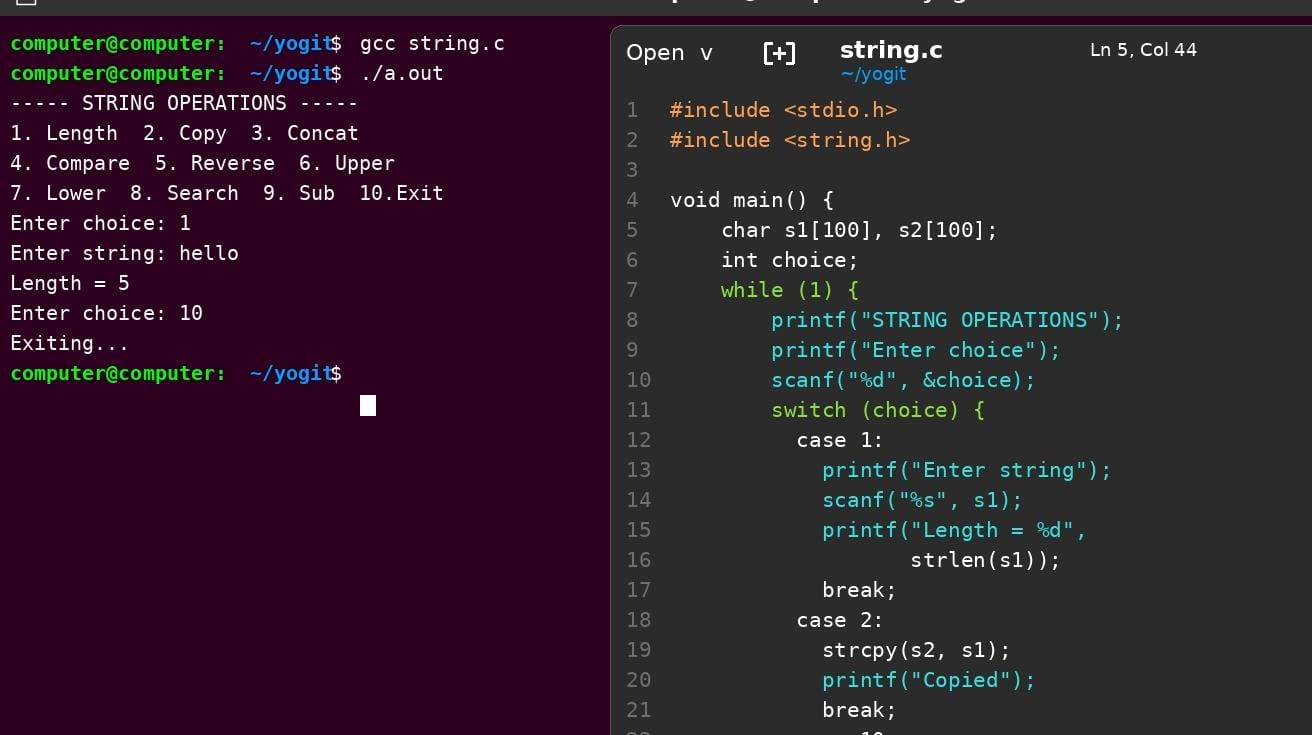 computer@computer: ~/yogit$ gcc string.c
computer@computer: ~/yogit$ ./a.out
----- STRING OPERATIONS -----
1. Length  2. Copy  3. Concat
4. Compare  5. Reverse  6. Upper
7. Lower  8. Search  9. Sub  10.Exit
Enter choice: 1
Enter string: hello
Length = 5
Enter choice: 10
Exiting...
computer@computer: ~/yogit$
Open v [+] string.c Ln 5, Col 44
~/yogit
1 #include <stdio.h>
2 #include <string.h>
3
4 void main() {
5     char s1[100], s2[100];
6     int choice;
7     while (1) {
8         printf("STRING OPERATIONS");
9         printf("Enter choice");
10         scanf("%d", &choice);
11         switch (choice) {
12           case 1:
13             printf("Enter string");
14             scanf("%s", s1);
15             printf("Length = %d",
16                    strlen(s1));
17             break;
18           case 2:
19             strcpy(s2, s1);
20             printf("Copied");
21             break;